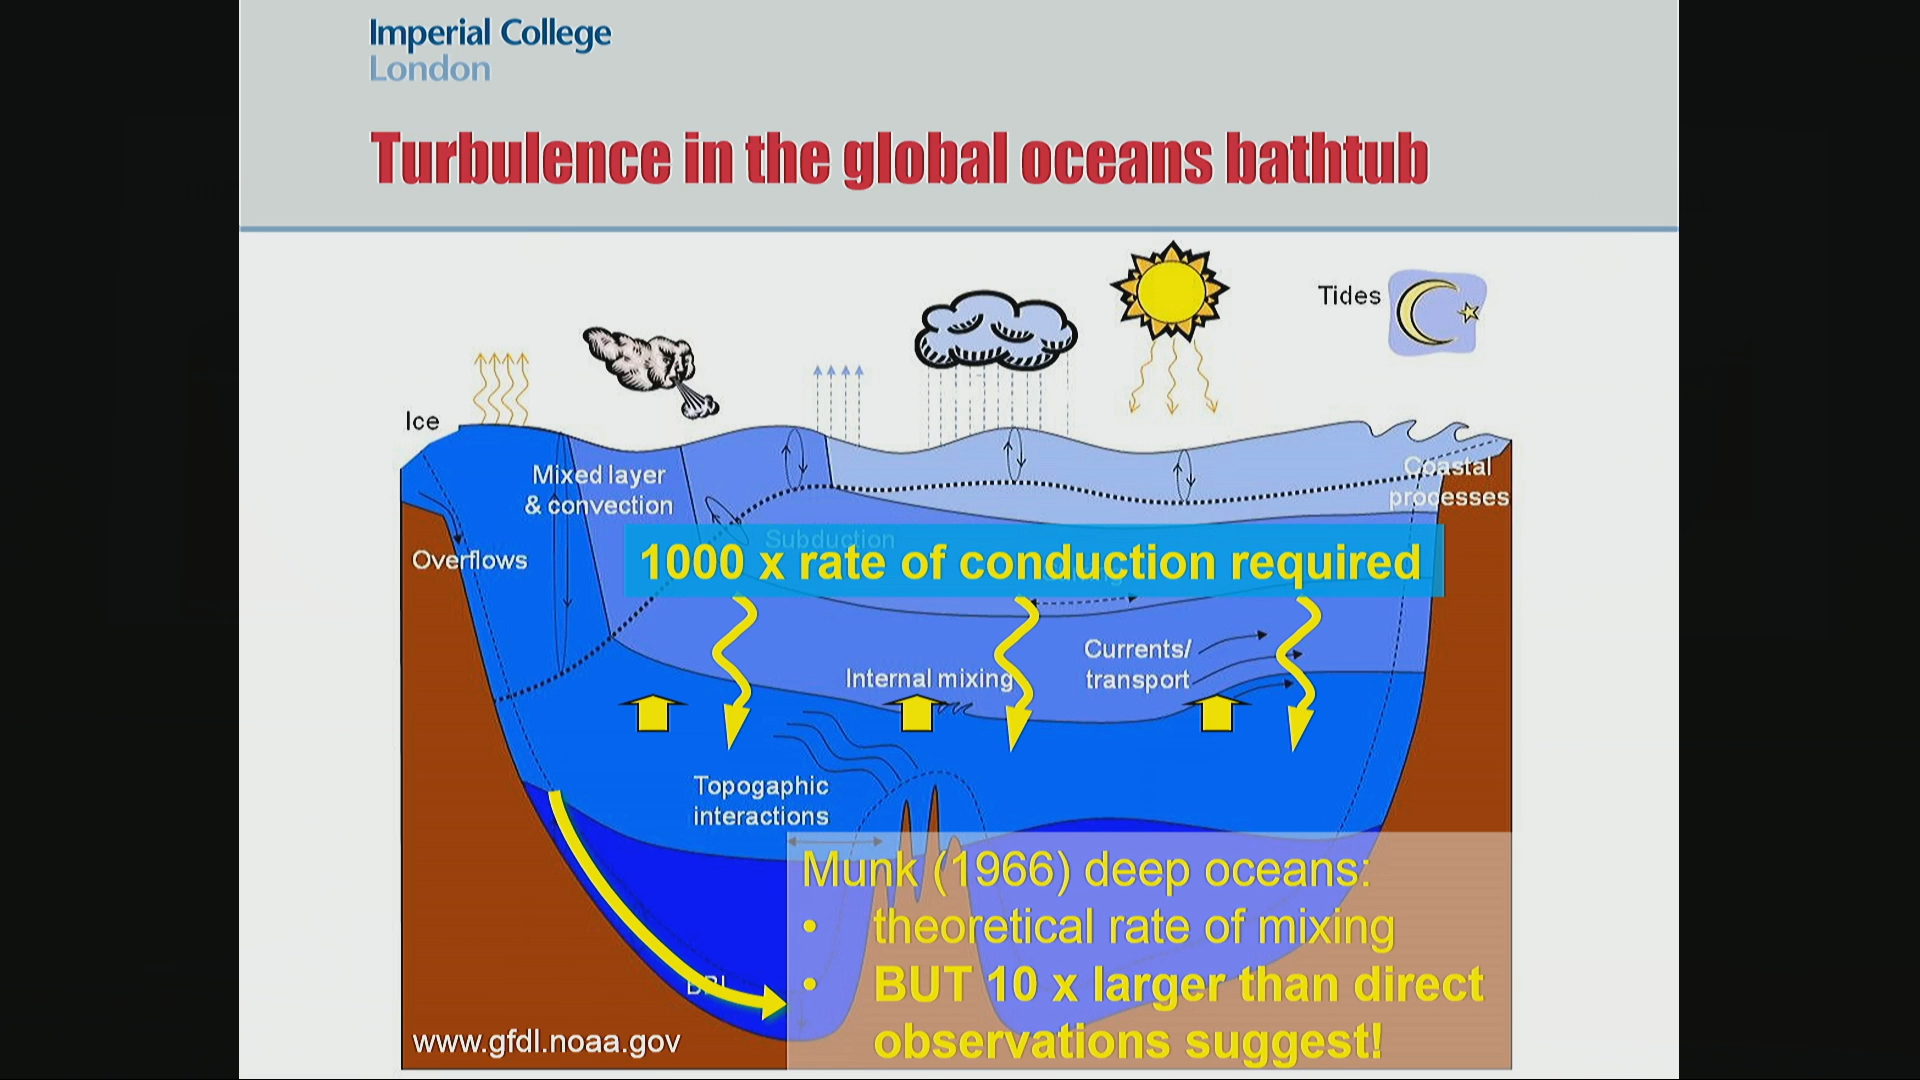 Imperial College
London
Turbulence in the global oceans bathtub
Tides
Ice
Mixed layer
& convection
Coastal
processes
Overflows
Subduction
1000 x rate of conduction required
Currents/
transport
Internal mixing
Topogaphic
interactions
Munk (1966) deep oceans:
• theoretical rate of mixing
• BUT 10 x larger than direct
observations suggest!
www.gfdl.noaa.gov